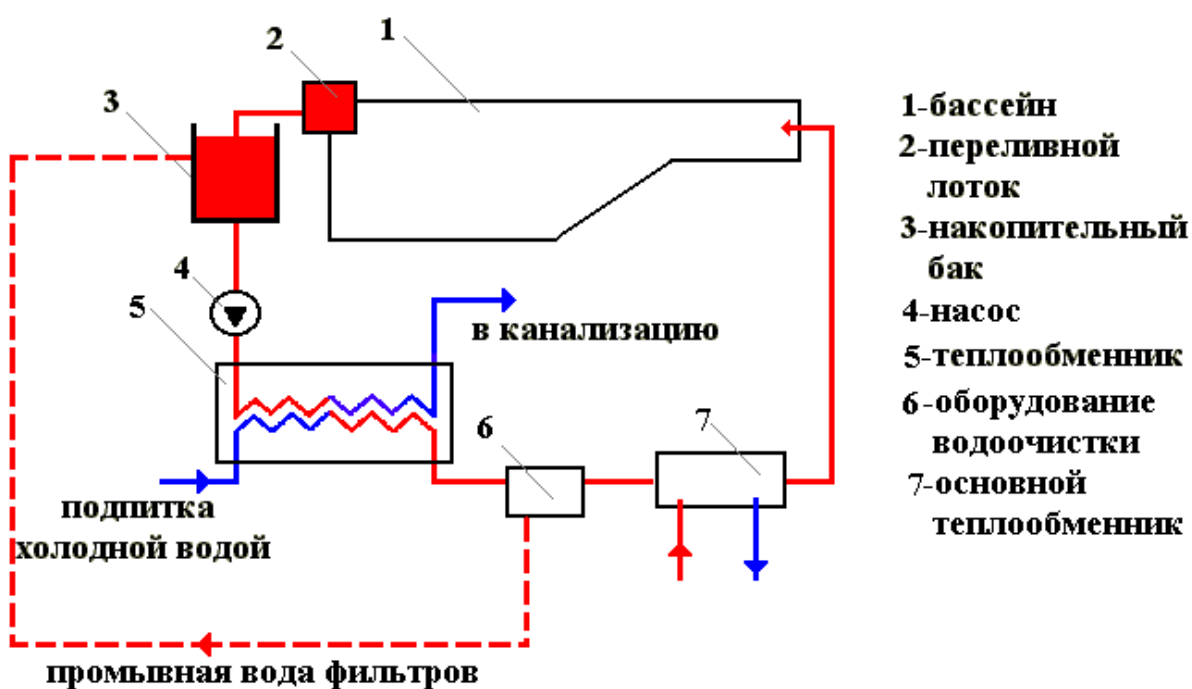 1
2
3
4
5
в канализацию
6
7
подпитка
холодной водой
промывная вода фильтров
1-бассейн
2-переливной
лоток
3-накопительный
бак
4-насос
5-теплообменник
6-оборудование
водоочистки
7-основной
теплообменник